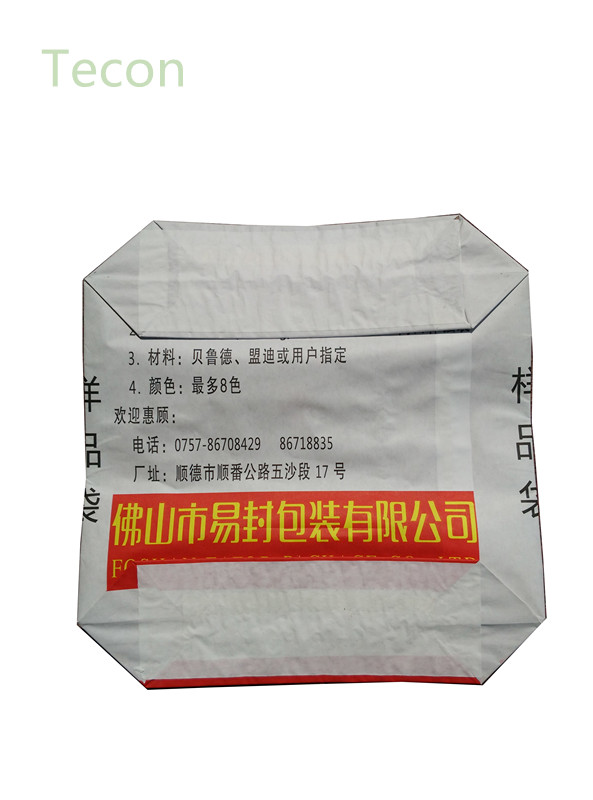 Tecon
3. 材料: 贝鲁德、盟迪或用户指定
4. 颜色: 最多8色
欢迎惠顾:
电话: 0757-86708429 86718835
厂址: 顺德市顺番公路五沙段 17 号
样品袋
样品袋
佛山市易封包装有限公司